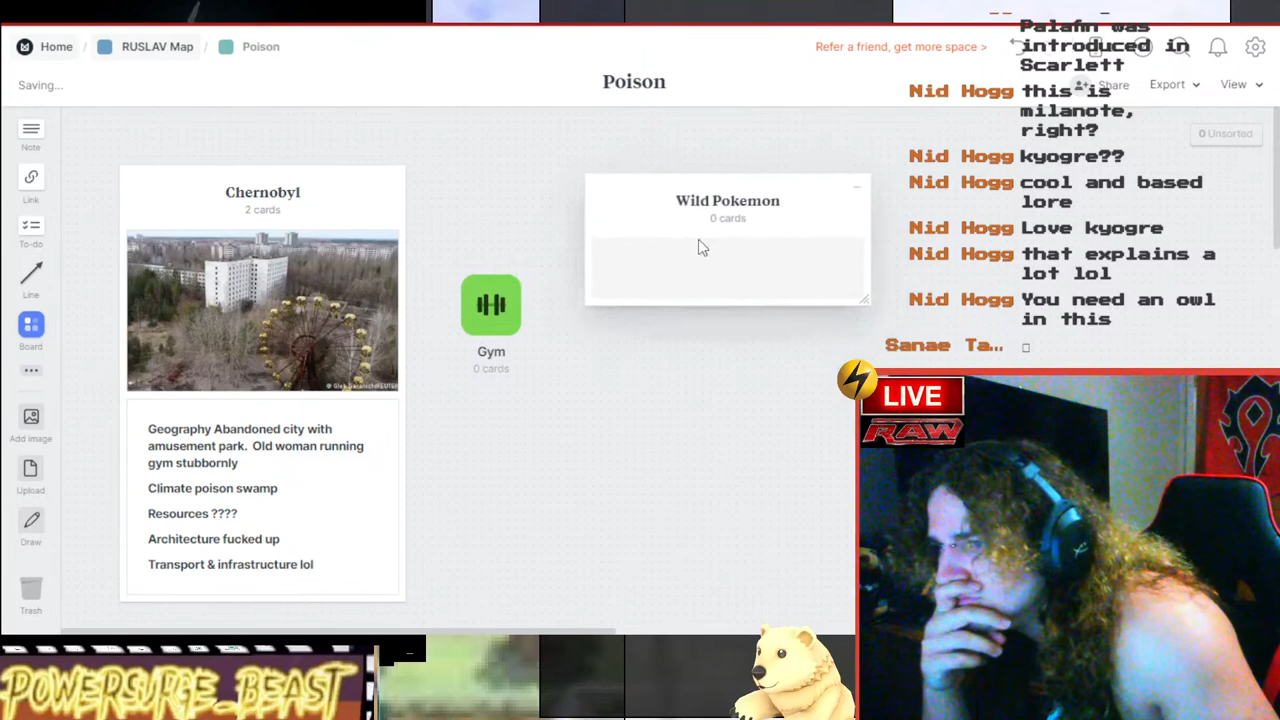 Home / RUSLAV Map / Poison
Refer a friend, get more space >
Saving...
Poison
Share
Export
View
0 Unsorted
Note
Link
To-do
Line
Board
Add image
Upload
Draw
Trash
Chernobyl
2 cards
Geography Abandoned city with
amusement park. Old woman running
gym stubbornly
Climate poison swamp
Resources ????
Architecture fucked up
Transport & infrastructure lol
Gym
0 cards
Wild Pokemon
0 cards
Palafin was
introduced in
Scarlett
Nid Hogg this is
milanote,
right?
Nid Hogg kyogre??
Nid Hogg cool and based
lore
Nid Hogg Love kyogre
Nid Hogg that explains a
lot lol
Nid Hogg You need an owl
in this
Sanae Ta...
LIVE
RAW
POWERSURGE_BEAST